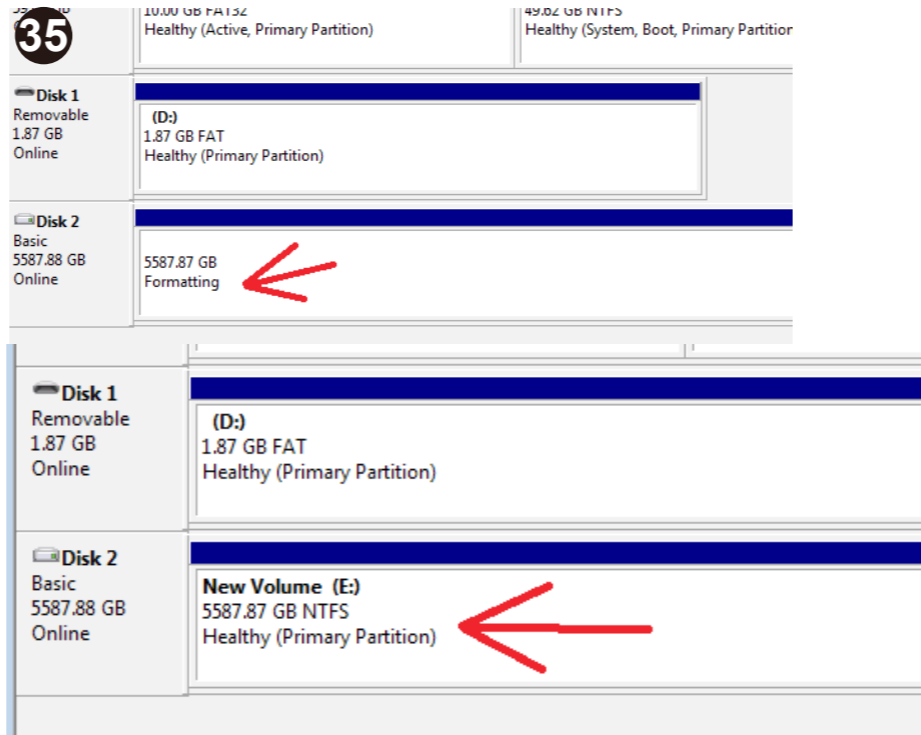 35
10.00 GB FAT32
Healthy (Active, Primary Partition)
49.62 GB NTFS
Healthy (System, Boot, Primary Partition
Disk 1
Removable
1.87 GB
Online
(D:)
1.87 GB FAT
Healthy (Primary Partition)
Disk 2
Basic
5587.88 GB
Online
5587.87 GB
Formatting
Disk 1
Removable
1.87 GB
Online
(D:)
1.87 GB FAT
Healthy (Primary Partition)
Disk 2
Basic
5587.88 GB
Online
New Volume (E:)
5587.87 GB NTFS
Healthy (Primary Partition)